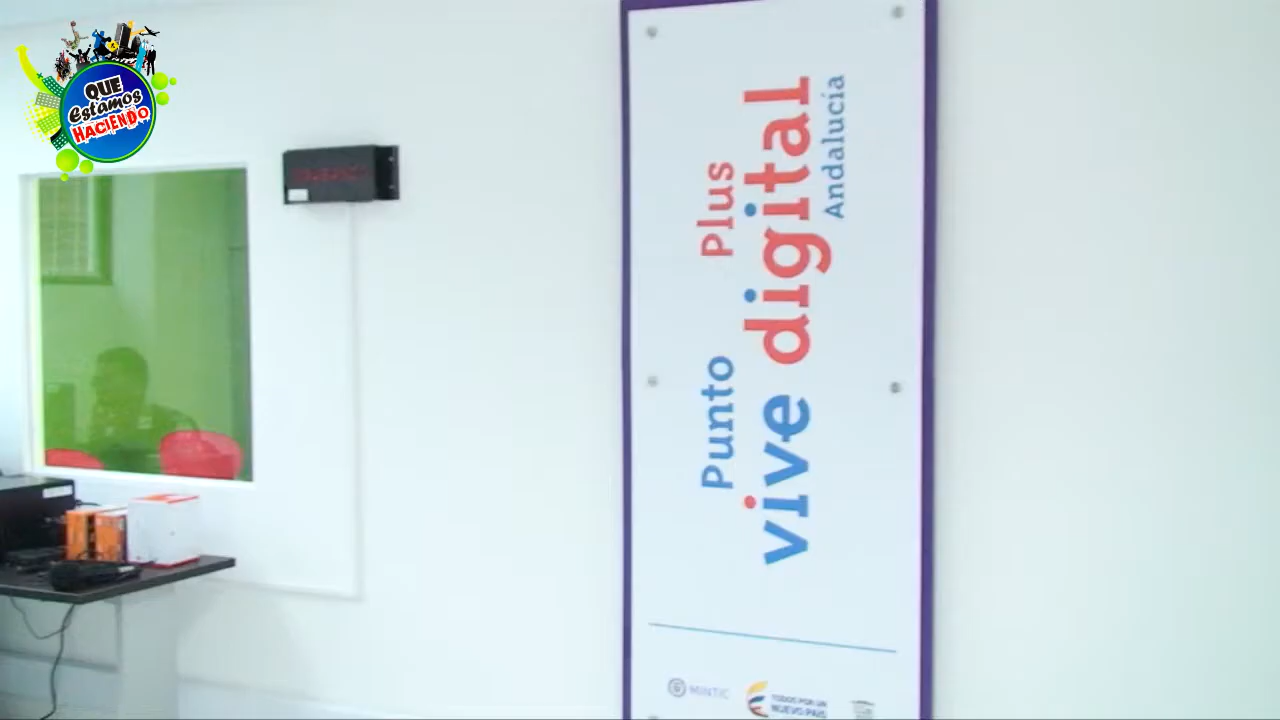 QUE
Estamos
HACIENDO
Punto Plus
vive digital
Andalucía
MINTIC
TODOS POR UN
NUEVO PAÍS